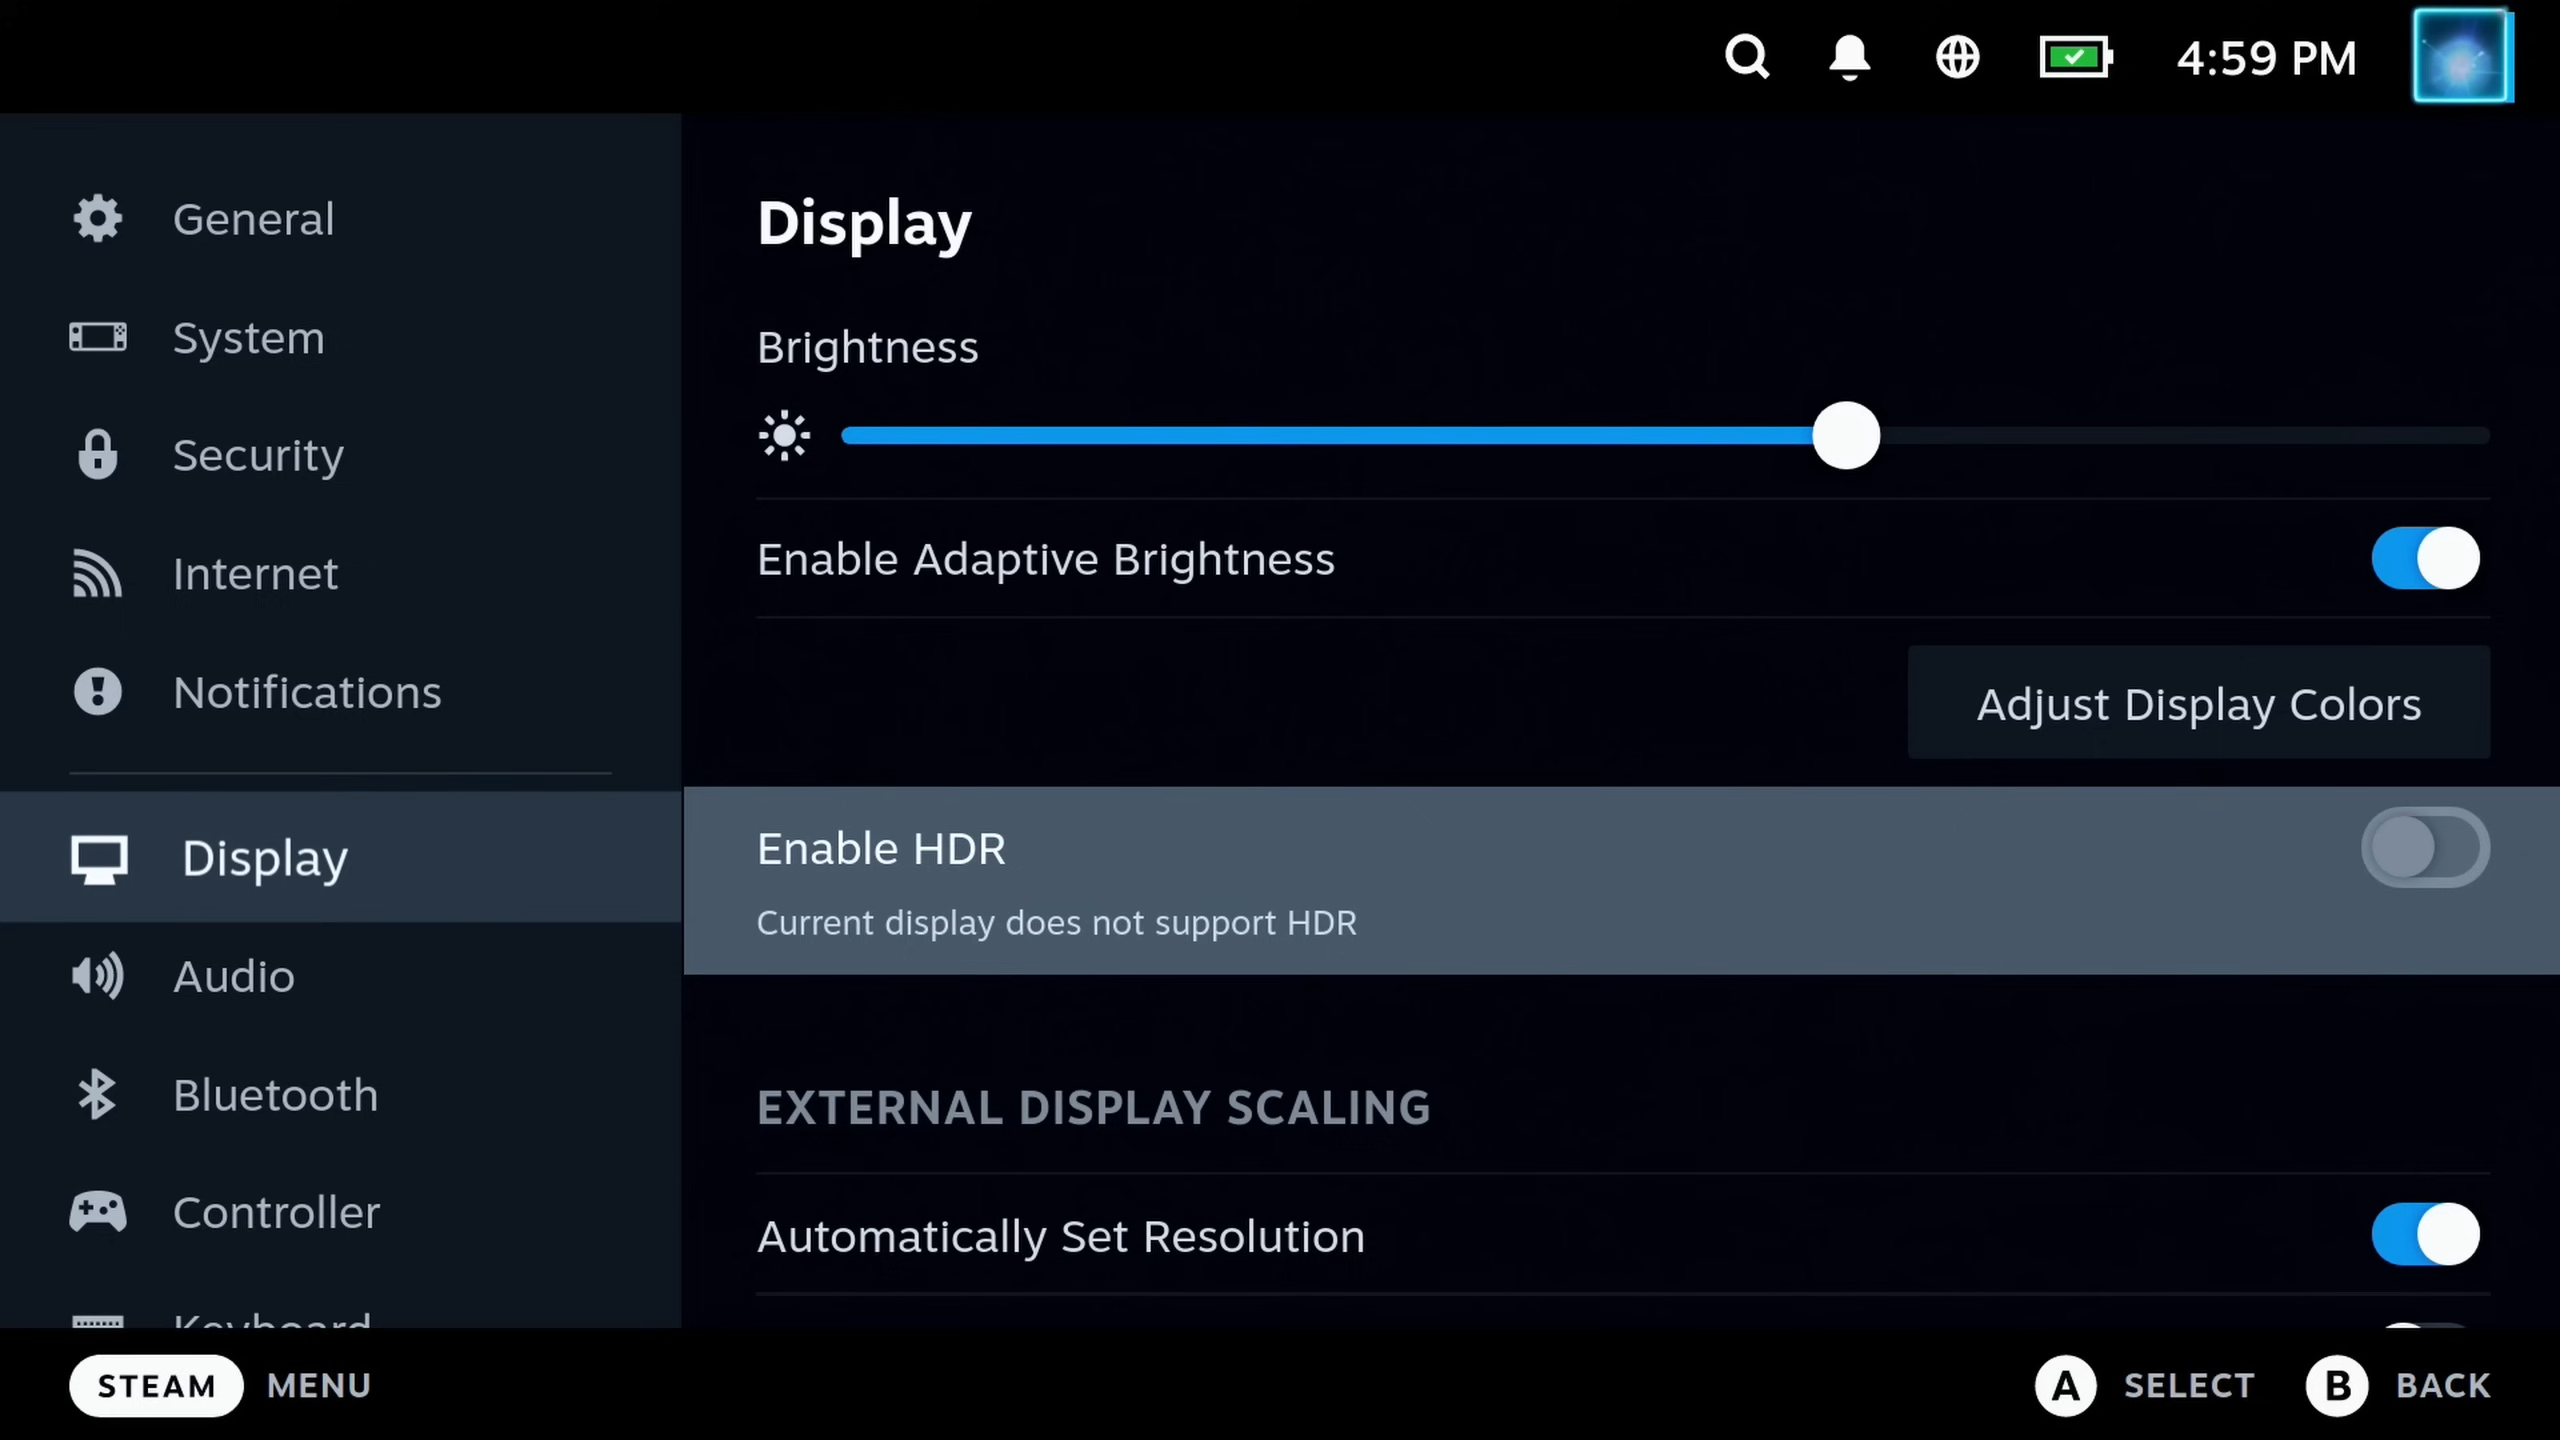 4:59 PM
General
System
Security
Internet
Notifications
Display
Audio
Bluetooth
Controller
Keyboard
Display
Brightness
Enable Adaptive Brightness
Adjust Display Colors
Enable HDR
Current display does not support HDR
EXTERNAL DISPLAY SCALING
Automatically Set Resolution
STEAM MENU
A SELECT B BACK